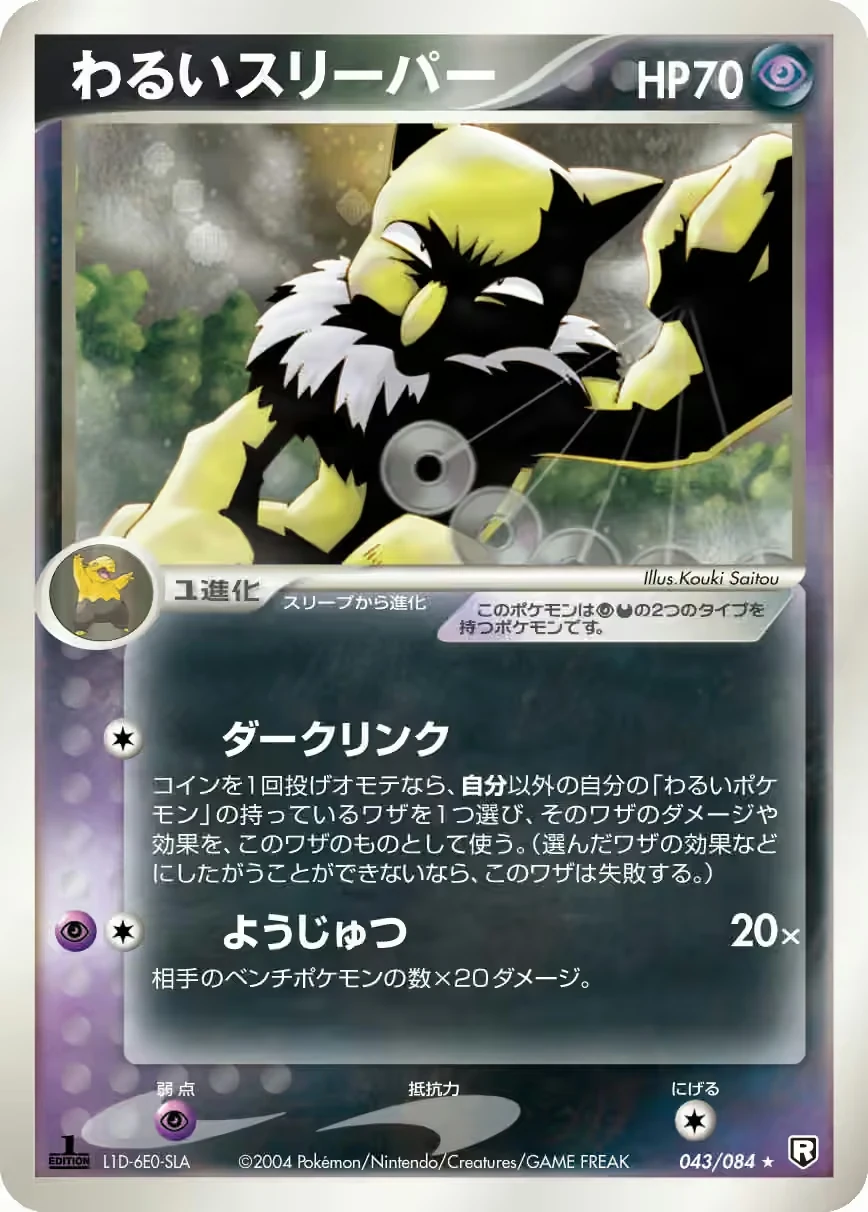 わるいスリーパー
HP70
Illus.Kouki Saitou
1進化
スリープから進化
このポケモンは の2つのタイプを
持つポケモンです。
ダークリンク
コインを1回投げオモテなら、自分以外の自分の「わるいポケ
モン」の持っているワザを1つ選び、そのワザのダメージや
効果を、このワザのものとして使う。（選んだワザの効果など
にしたがうことができないなら、このワザは失敗する。）
ようじゅつ 20×
相手のベンチポケモンの数×20ダメージ。
弱点 抵抗力 にげる
1
EDITION
L1D-6E0-SLA ©2004 Pokémon/Nintendo/Creatures/GAME FREAK 043/084 ★ R